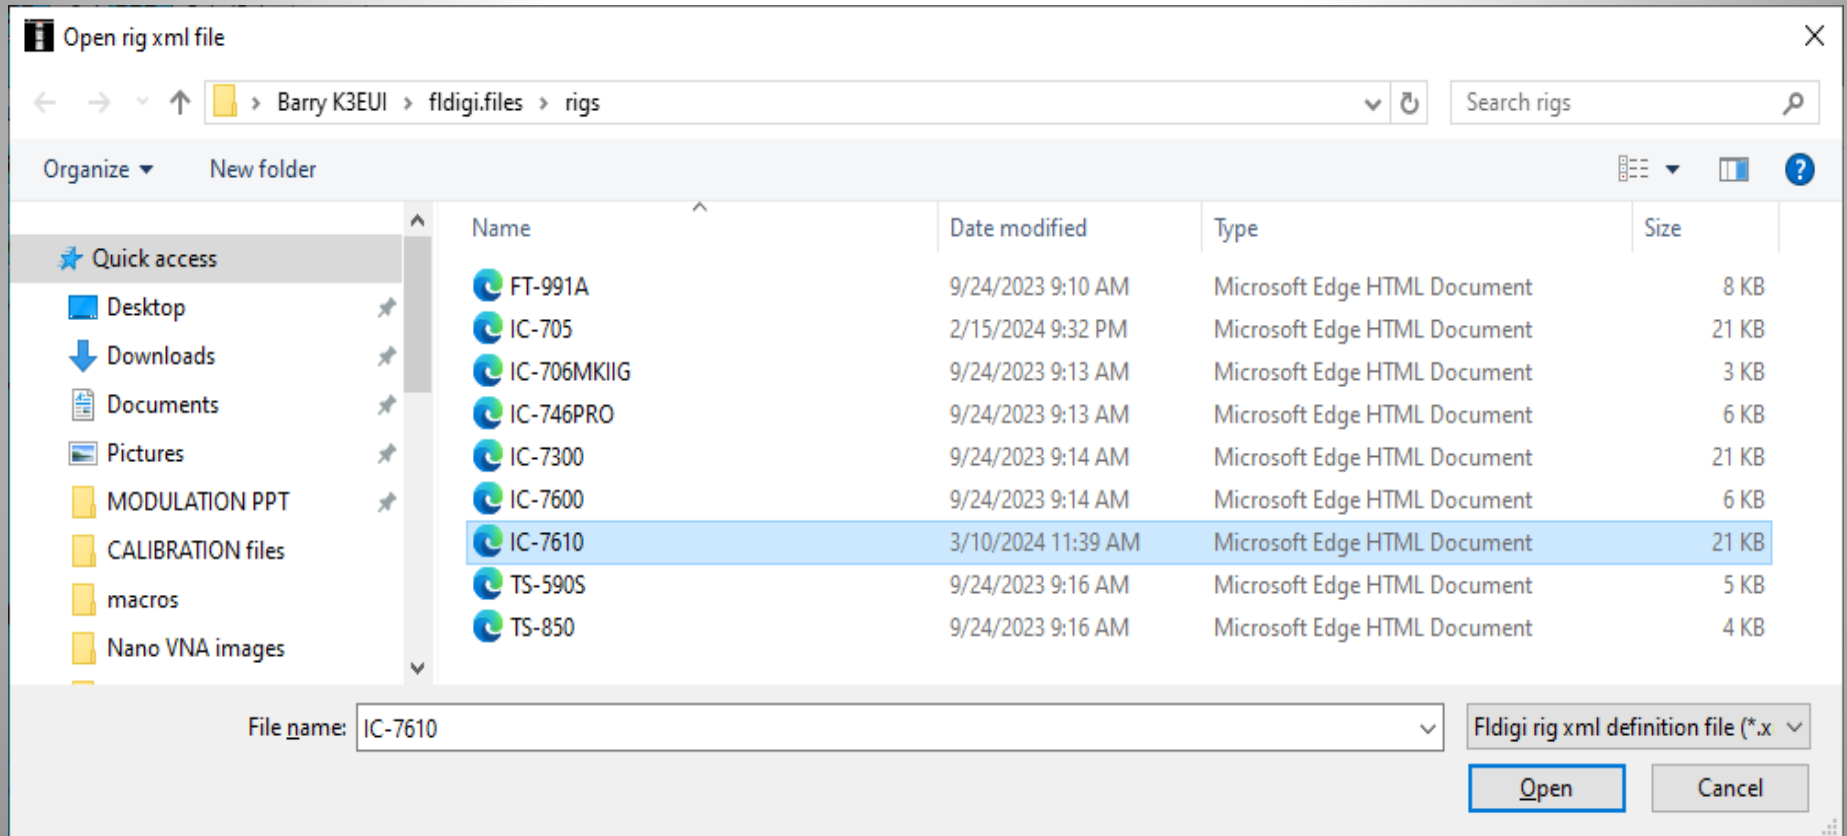 Open rig xml file
Barry K3EUI > fldigi.files > rigs
Search rigs
Organize
New folder
Name Date modified Type Size
Quick access
Desktop
Downloads
Documents
Pictures
MODULATION PPT
CALIBRATION files
macros
Nano VNA images
FT-991A 9/24/2023 9:10 AM Microsoft Edge HTML Document 8 KB
IC-705 2/15/2024 9:32 PM Microsoft Edge HTML Document 21 KB
IC-706MKIIG 9/24/2023 9:13 AM Microsoft Edge HTML Document 3 KB
IC-746PRO 9/24/2023 9:13 AM Microsoft Edge HTML Document 6 KB
IC-7300 9/24/2023 9:14 AM Microsoft Edge HTML Document 21 KB
IC-7600 9/24/2023 9:14 AM Microsoft Edge HTML Document 6 KB
IC-7610 3/10/2024 11:39 AM Microsoft Edge HTML Document 21 KB
TS-590S 9/24/2023 9:16 AM Microsoft Edge HTML Document 5 KB
TS-850 9/24/2023 9:16 AM Microsoft Edge HTML Document 4 KB
File name: IC-7610
Fldigi rig xml definition file (*.x
Open
Cancel